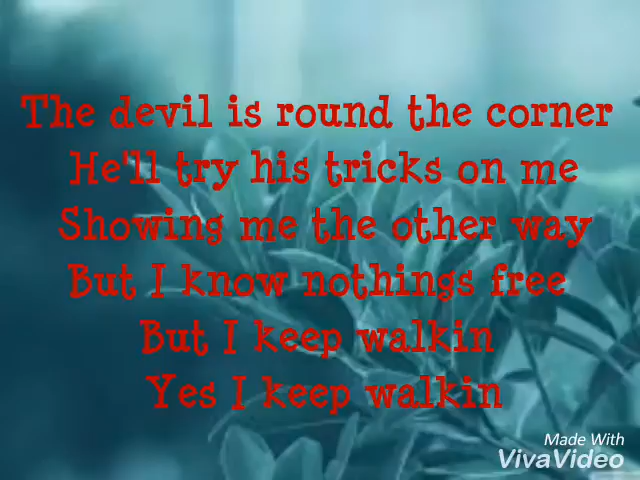 The devil is round the corner
He'll try his tricks on me
Showing me the other way
But I know nothings free
But I keep walkin
Yes I keep walkin
Made With
VivaVideo